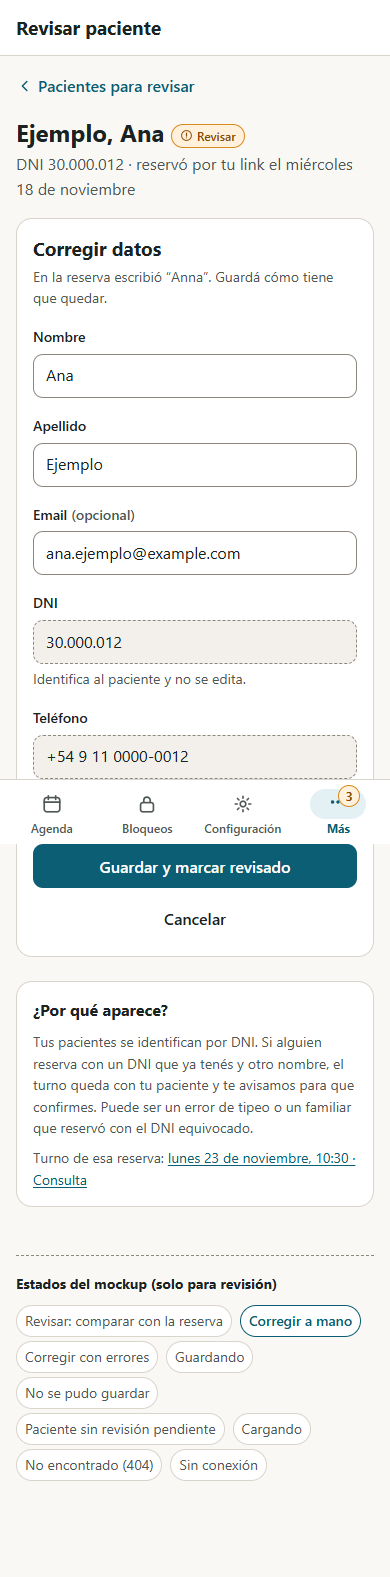 Revisar paciente
Pacientes para revisar
Ejemplo, Ana
Revisar
DNI 30.000.012 · reservó por tu link el miércoles
18 de noviembre
Corregir datos
En la reserva escribió “Anna”. Guardá cómo tiene
que quedar.
Nombre
Ana
Apellido
Ejemplo
Email (opcional)
ana.ejemplo@example.com
DNI
30.000.012
Identifica al paciente y no se edita.
Teléfono
+54 9 11 0000-0012
Agenda
Bloqueos
Configuración
3
Más
Guardar y marcar revisado
Cancelar
¿Por qué aparece?
Tus pacientes se identifican por DNI. Si alguien
reserva con un DNI que ya tenés y otro nombre, el
turno queda con tu paciente y te avisamos para que
confirmes. Puede ser un error de tipeo o un familiar
que reservó con el DNI equivocado.
Turno de esa reserva: lunes 23 de noviembre, 10:30 ·
Consulta
Estados del mockup (solo para revisión)
Revisar: comparar con la reserva
Corregir a mano
Corregir con errores
Guardando
No se pudo guardar
Paciente sin revisión pendiente
Cargando
No encontrado (404)
Sin conexión